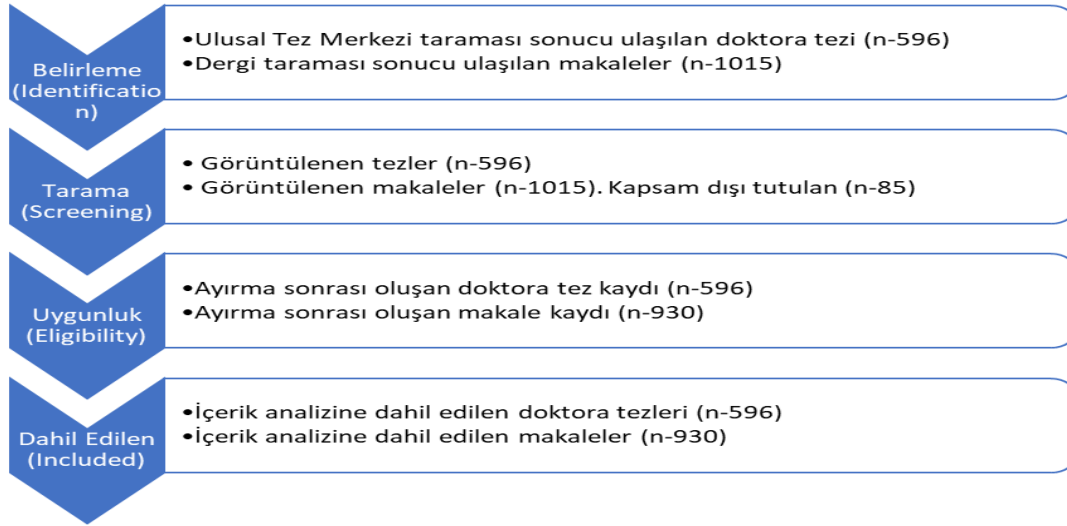 Belirleme
(Identificatio
n)
•Ulusal Tez Merkezi taraması sonucu ulaşılan doktora tezi (n-596)
•Dergi taraması sonucu ulaşılan makaleler (n-1015)
Tarama
(Screening)
• Görüntülenen tezler (n-596)
• Görüntülenen makaleler (n-1015). Kapsam dışı tutulan (n-85)
Uygunluk
(Eligibility)
•Ayırma sonrası oluşan doktora tez kaydı (n-596)
•Ayırma sonrası oluşan makale kaydı (n-930)
Dahil Edilen
(Included)
•İçerik analizine dahil edilen doktora tezleri (n-596)
•İçerik analizine dahil edilen makaleler (n-930)